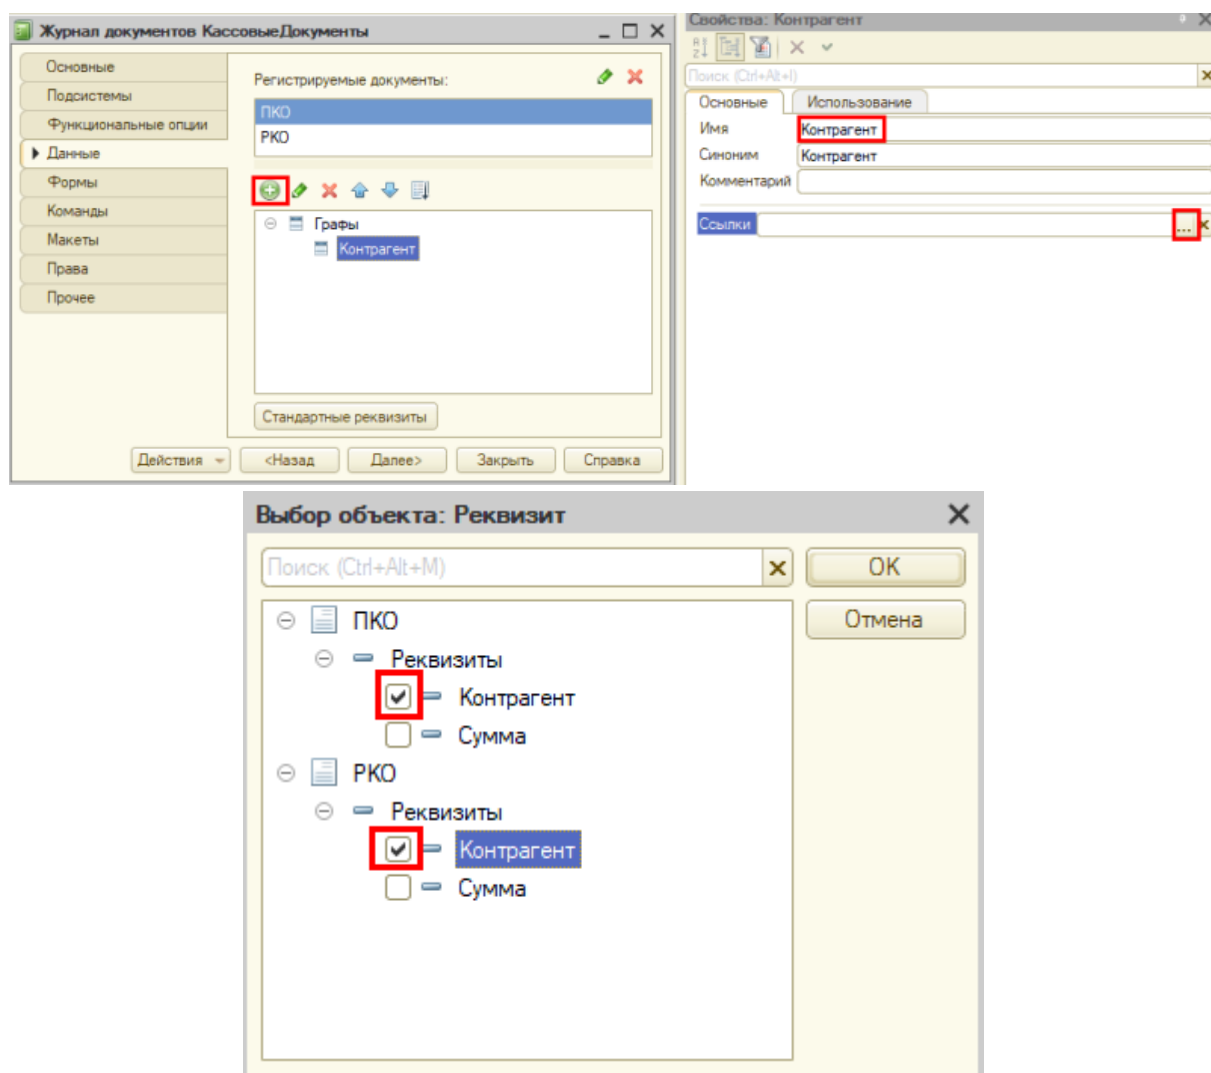 Журнал документов КассовыеДокументы
Основные
Подсистемы
Функциональные опции
Данные
Формы
Команды
Макеты
Права
Прочее
Регистрируемые документы:
ПКО
РКО
Графы
Контрагент
Стандартные реквизиты
Действия
<Назад
Далее>
Закрыть
Справка
Свойства: Контрагент
Поиск (Ctrl+Alt+I)
Основные
Использование
Имя
Контрагент
Синоним
Контрагент
Комментарий
Ссылки
...
Выбор объекта: Реквизит
Поиск (Ctrl+Alt+M)
OK
Отмена
ПКО
Реквизиты
Контрагент
Сумма
РКО
Реквизиты
Контрагент
Сумма